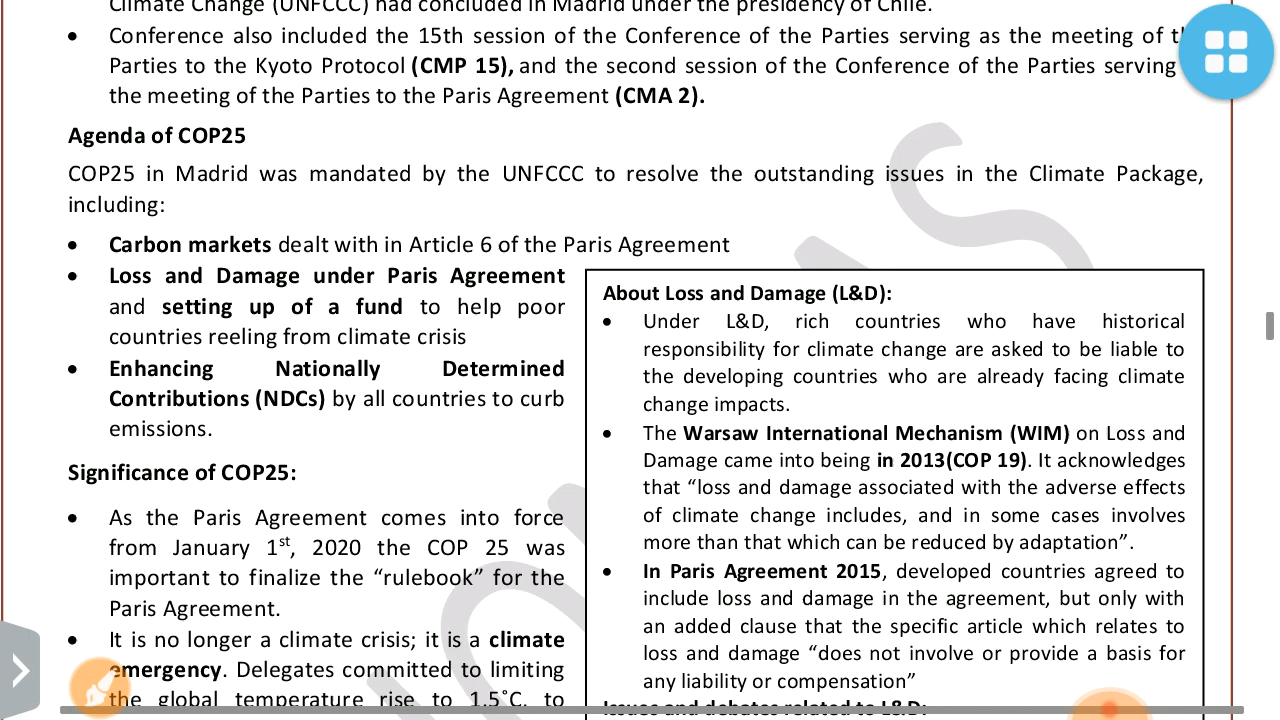 Climate Change (UNFCCC) had concluded in Madrid under the presidency of Chile.
• Conference also included the 15th session of the Conference of the Parties serving as the meeting of
Parties to the Kyoto Protocol (CMP 15), and the second session of the Conference of the Parties serving
the meeting of the Parties to the Paris Agreement (CMA 2).
Agenda of COP25
COP25 in Madrid was mandated by the UNFCCC to resolve the outstanding issues in the Climate Package,
including:
• Carbon markets dealt with in Article 6 of the Paris Agreement
• Loss and Damage under Paris Agreement
and setting up of a fund to help poor
countries reeling from climate crisis
• Enhancing Nationally Determined
Contributions (NDCs) by all countries to curb
emissions.
Significance of COP25:
• As the Paris Agreement comes into force
from January 1st, 2020 the COP 25 was
important to finalize the “rulebook” for the
Paris Agreement.
• It is no longer a climate crisis; it is a climate
emergency. Delegates committed to limiting
the global temperature rise to 1.5˚C, to
About Loss and Damage (L&D):
• Under L&D, rich countries who have historical
responsibility for climate change are asked to be liable to
the developing countries who are already facing climate
change impacts.
• The Warsaw International Mechanism (WIM) on Loss and
Damage came into being in 2013(COP 19). It acknowledges
that “loss and damage associated with the adverse effects
of climate change includes, and in some cases involves
more than that which can be reduced by adaptation”.
• In Paris Agreement 2015, developed countries agreed to
include loss and damage in the agreement, but only with
an added clause that the specific article which relates to
loss and damage “does not involve or provide a basis for
any liability or compensation”
Issues and debates related to L&D: